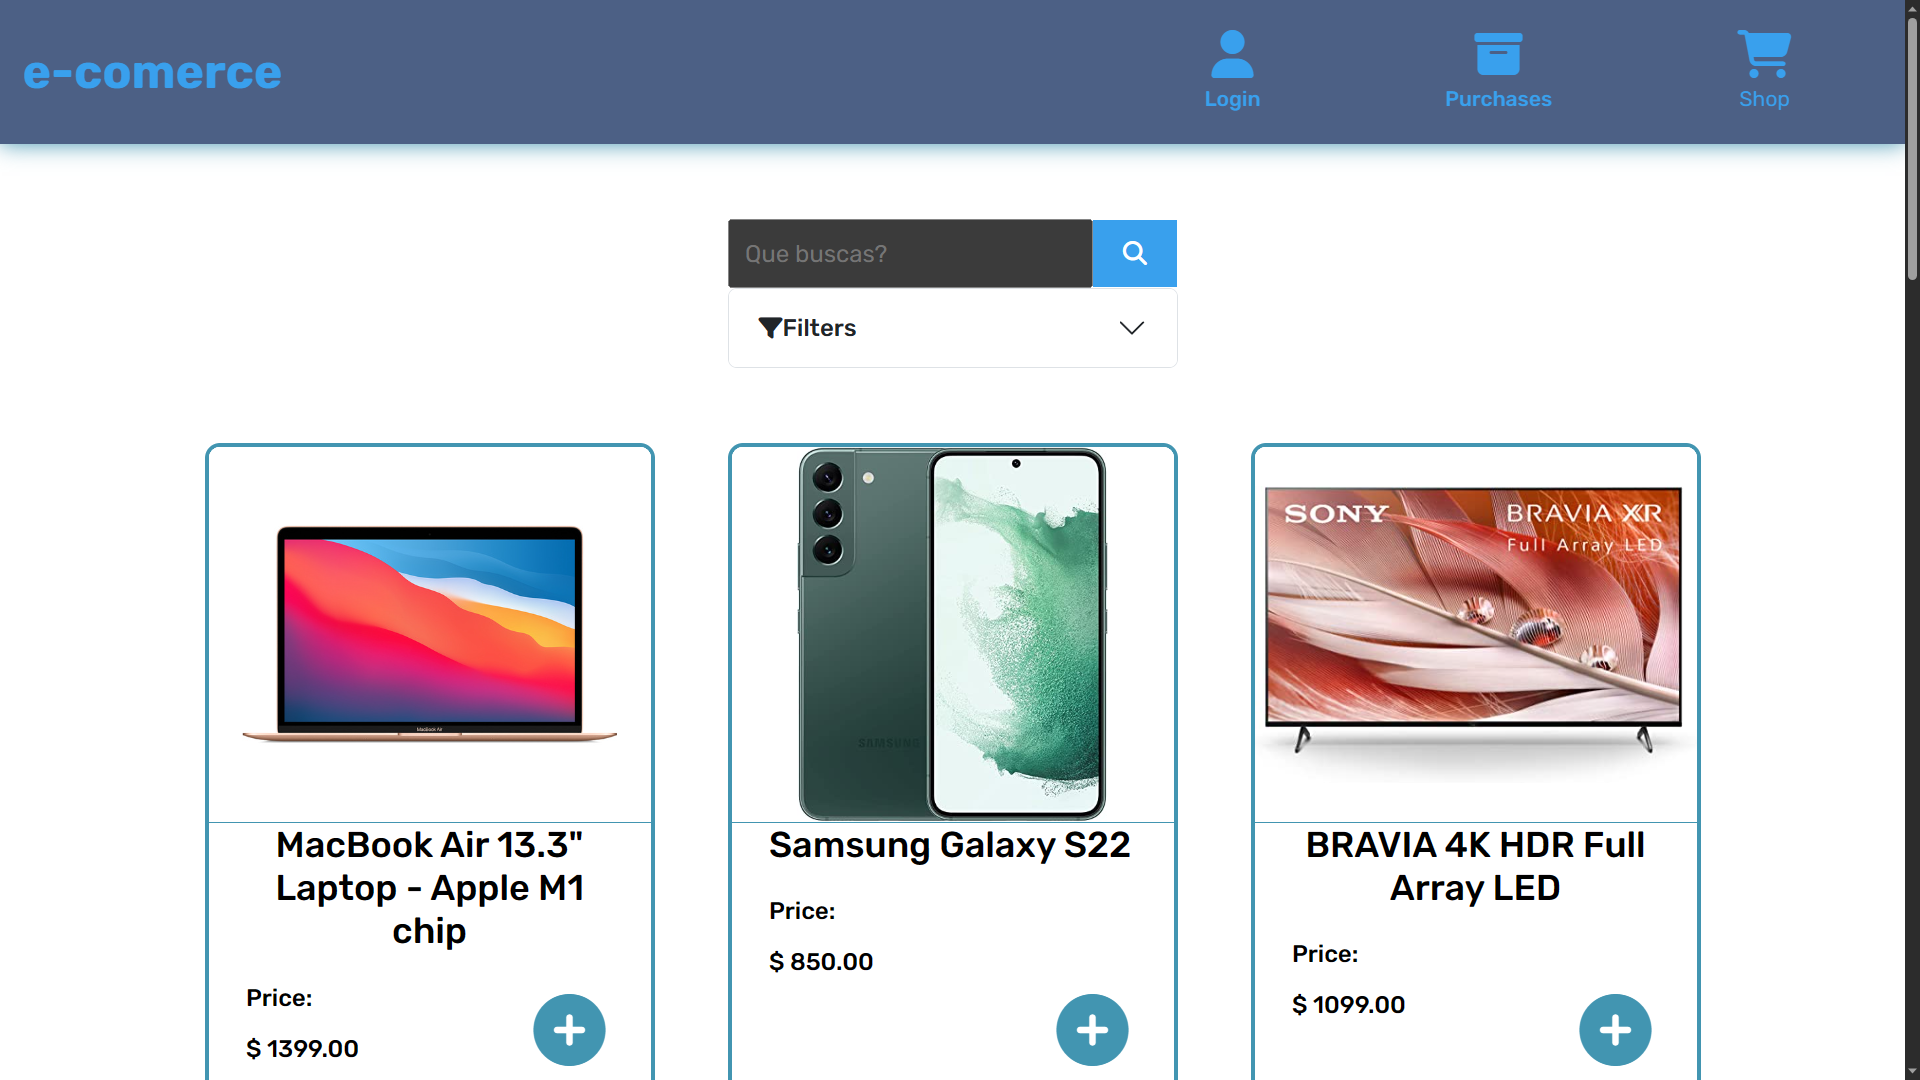 e-comerce
Login
Purchases
Shop
Que buscas?
Filters
MacBook Air
SAMSUNG
SONY
BRAVIA XR
Full Array LED
MacBook Air 13.3"
Laptop - Apple M1
chip
Price:
$ 1399.00
Samsung Galaxy S22
Price:
$ 850.00
BRAVIA 4K HDR Full
Array LED
Price:
$ 1099.00